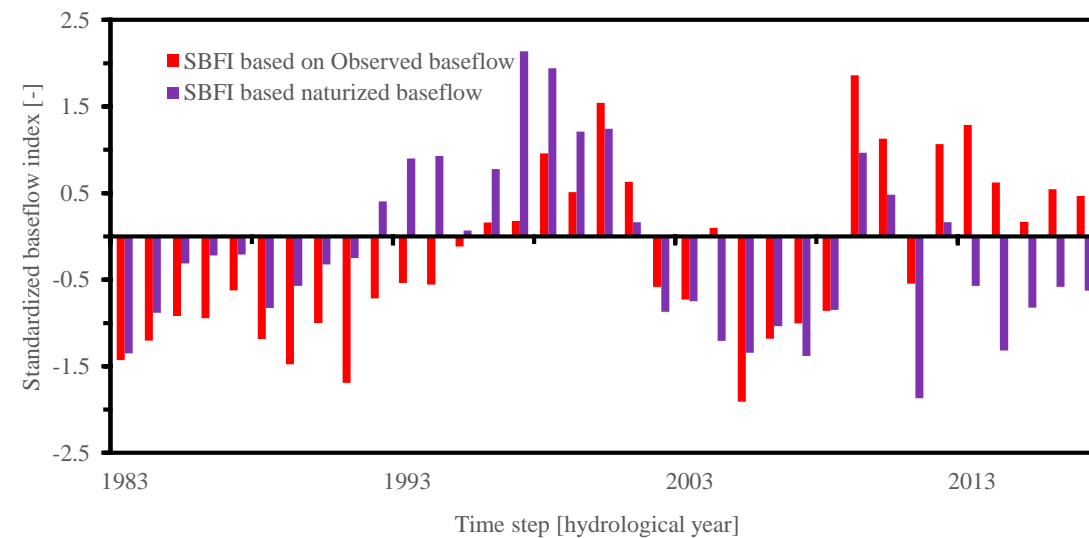 2.5
SBFI based on Observed baseflow
SBFI based naturized baseflow
1.5
0.5
-0.5
-1.5
-2.5
Standardized baseflow index [-]
1983
1993
2003
2013
Time step [hydrological year]